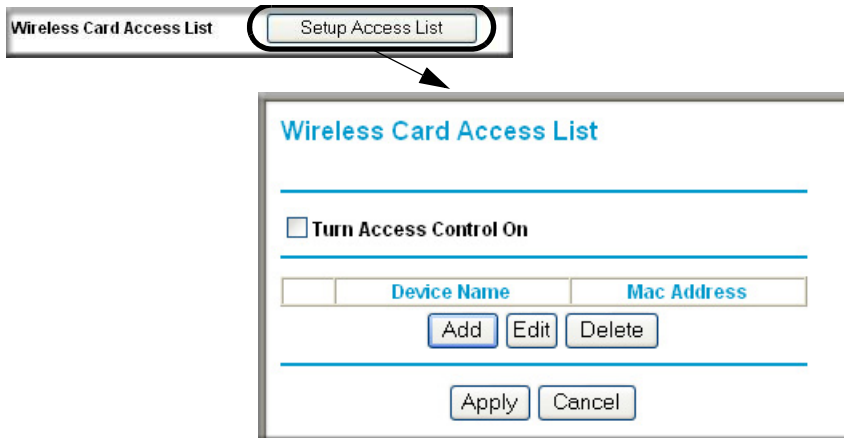 Wireless Card Access List Setup Access List
Wireless Card Access List
Turn Access Control On
Device Name Mac Address
Add Edit Delete
Apply Cancel